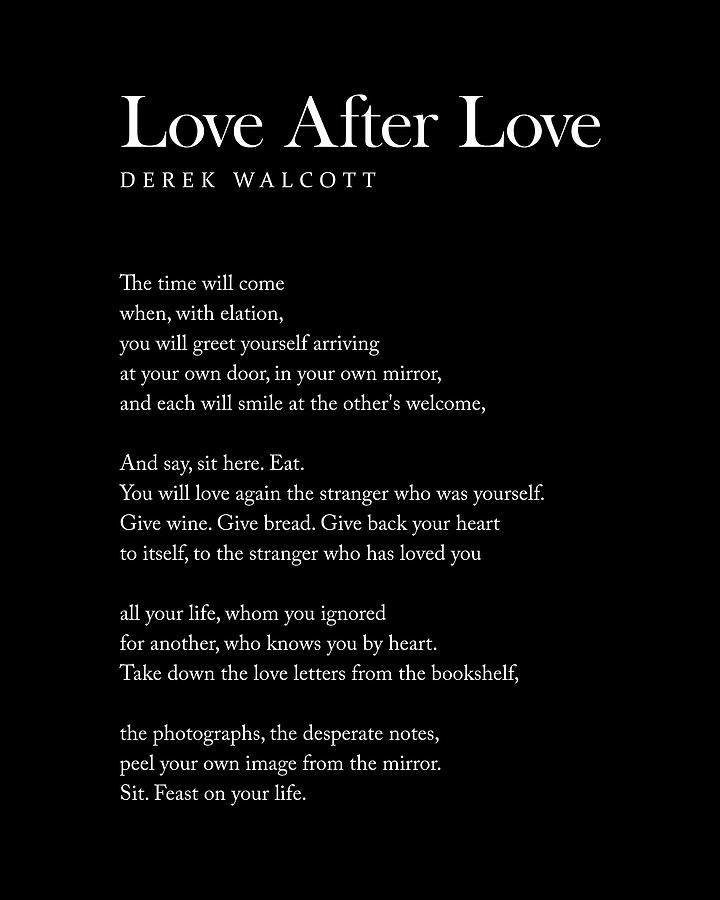 Love After Love
DEREK WALCOTT
The time will come
when, with elation,
you will greet yourself arriving
at your own door, in your own mirror,
and each will smile at the other's welcome,
And say, sit here. Eat.
You will love again the stranger who was yourself.
Give wine. Give bread. Give back your heart
to itself, to the stranger who has loved you
all your life, whom you ignored
for another, who knows you by heart.
Take down the love letters from the bookshelf,
the photographs, the desperate notes,
peel your own image from the mirror.
Sit. Feast on your life.